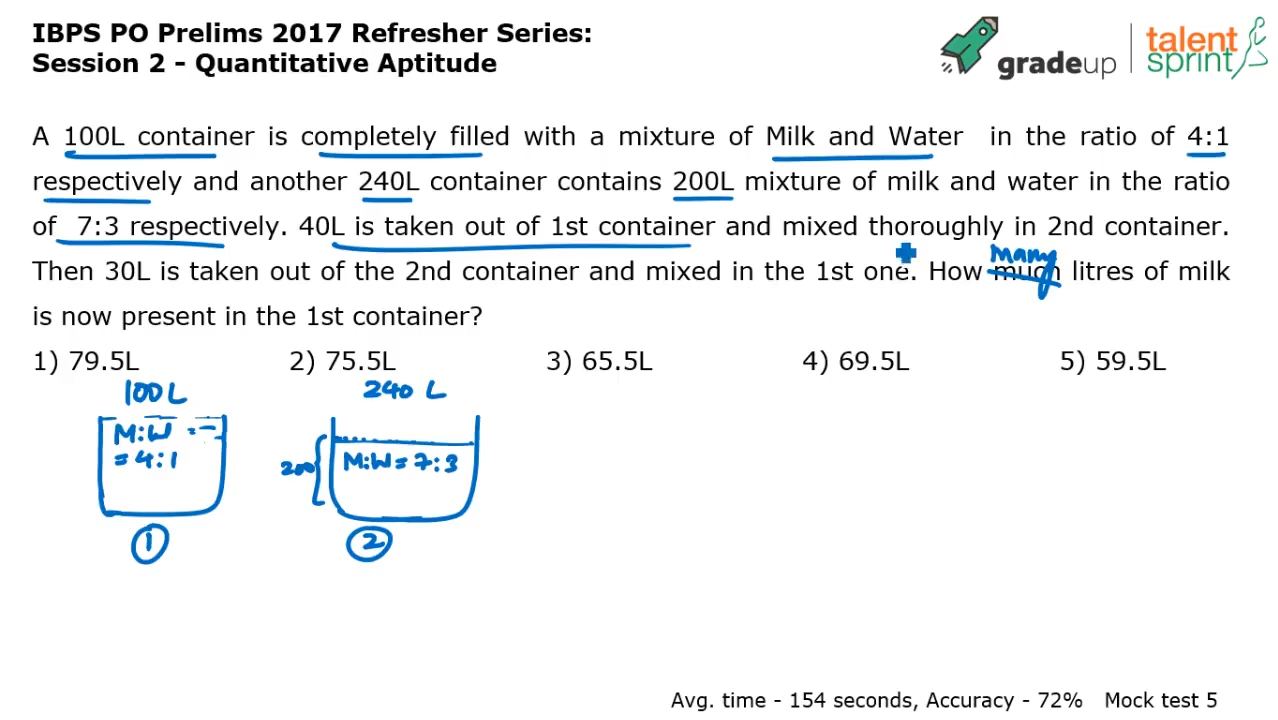 IBPS PO Prelims 2017 Refresher Series:
Session 2 - Quantitative Aptitude
gradeup
talent
sprint
A 100L container is completely filled with a mixture of Milk and Water in the ratio of 4:1
respectively and another 240L container contains 200L mixture of milk and water in the ratio
of 7:3 respectively. 40L is taken out of 1st container and mixed thoroughly in 2nd container.
Many
Then 30L is taken out of the 2nd container and mixed in the 1st one. How much litres of milk
is now present in the 1st container?
1) 79.5L 2) 75.5L 3) 65.5L 4) 69.5L 5) 59.5L
100L 240 L
M:W
= 4:1
200 M:W = 7:3
1 2
Avg. time - 154 seconds, Accuracy - 72% Mock test 5